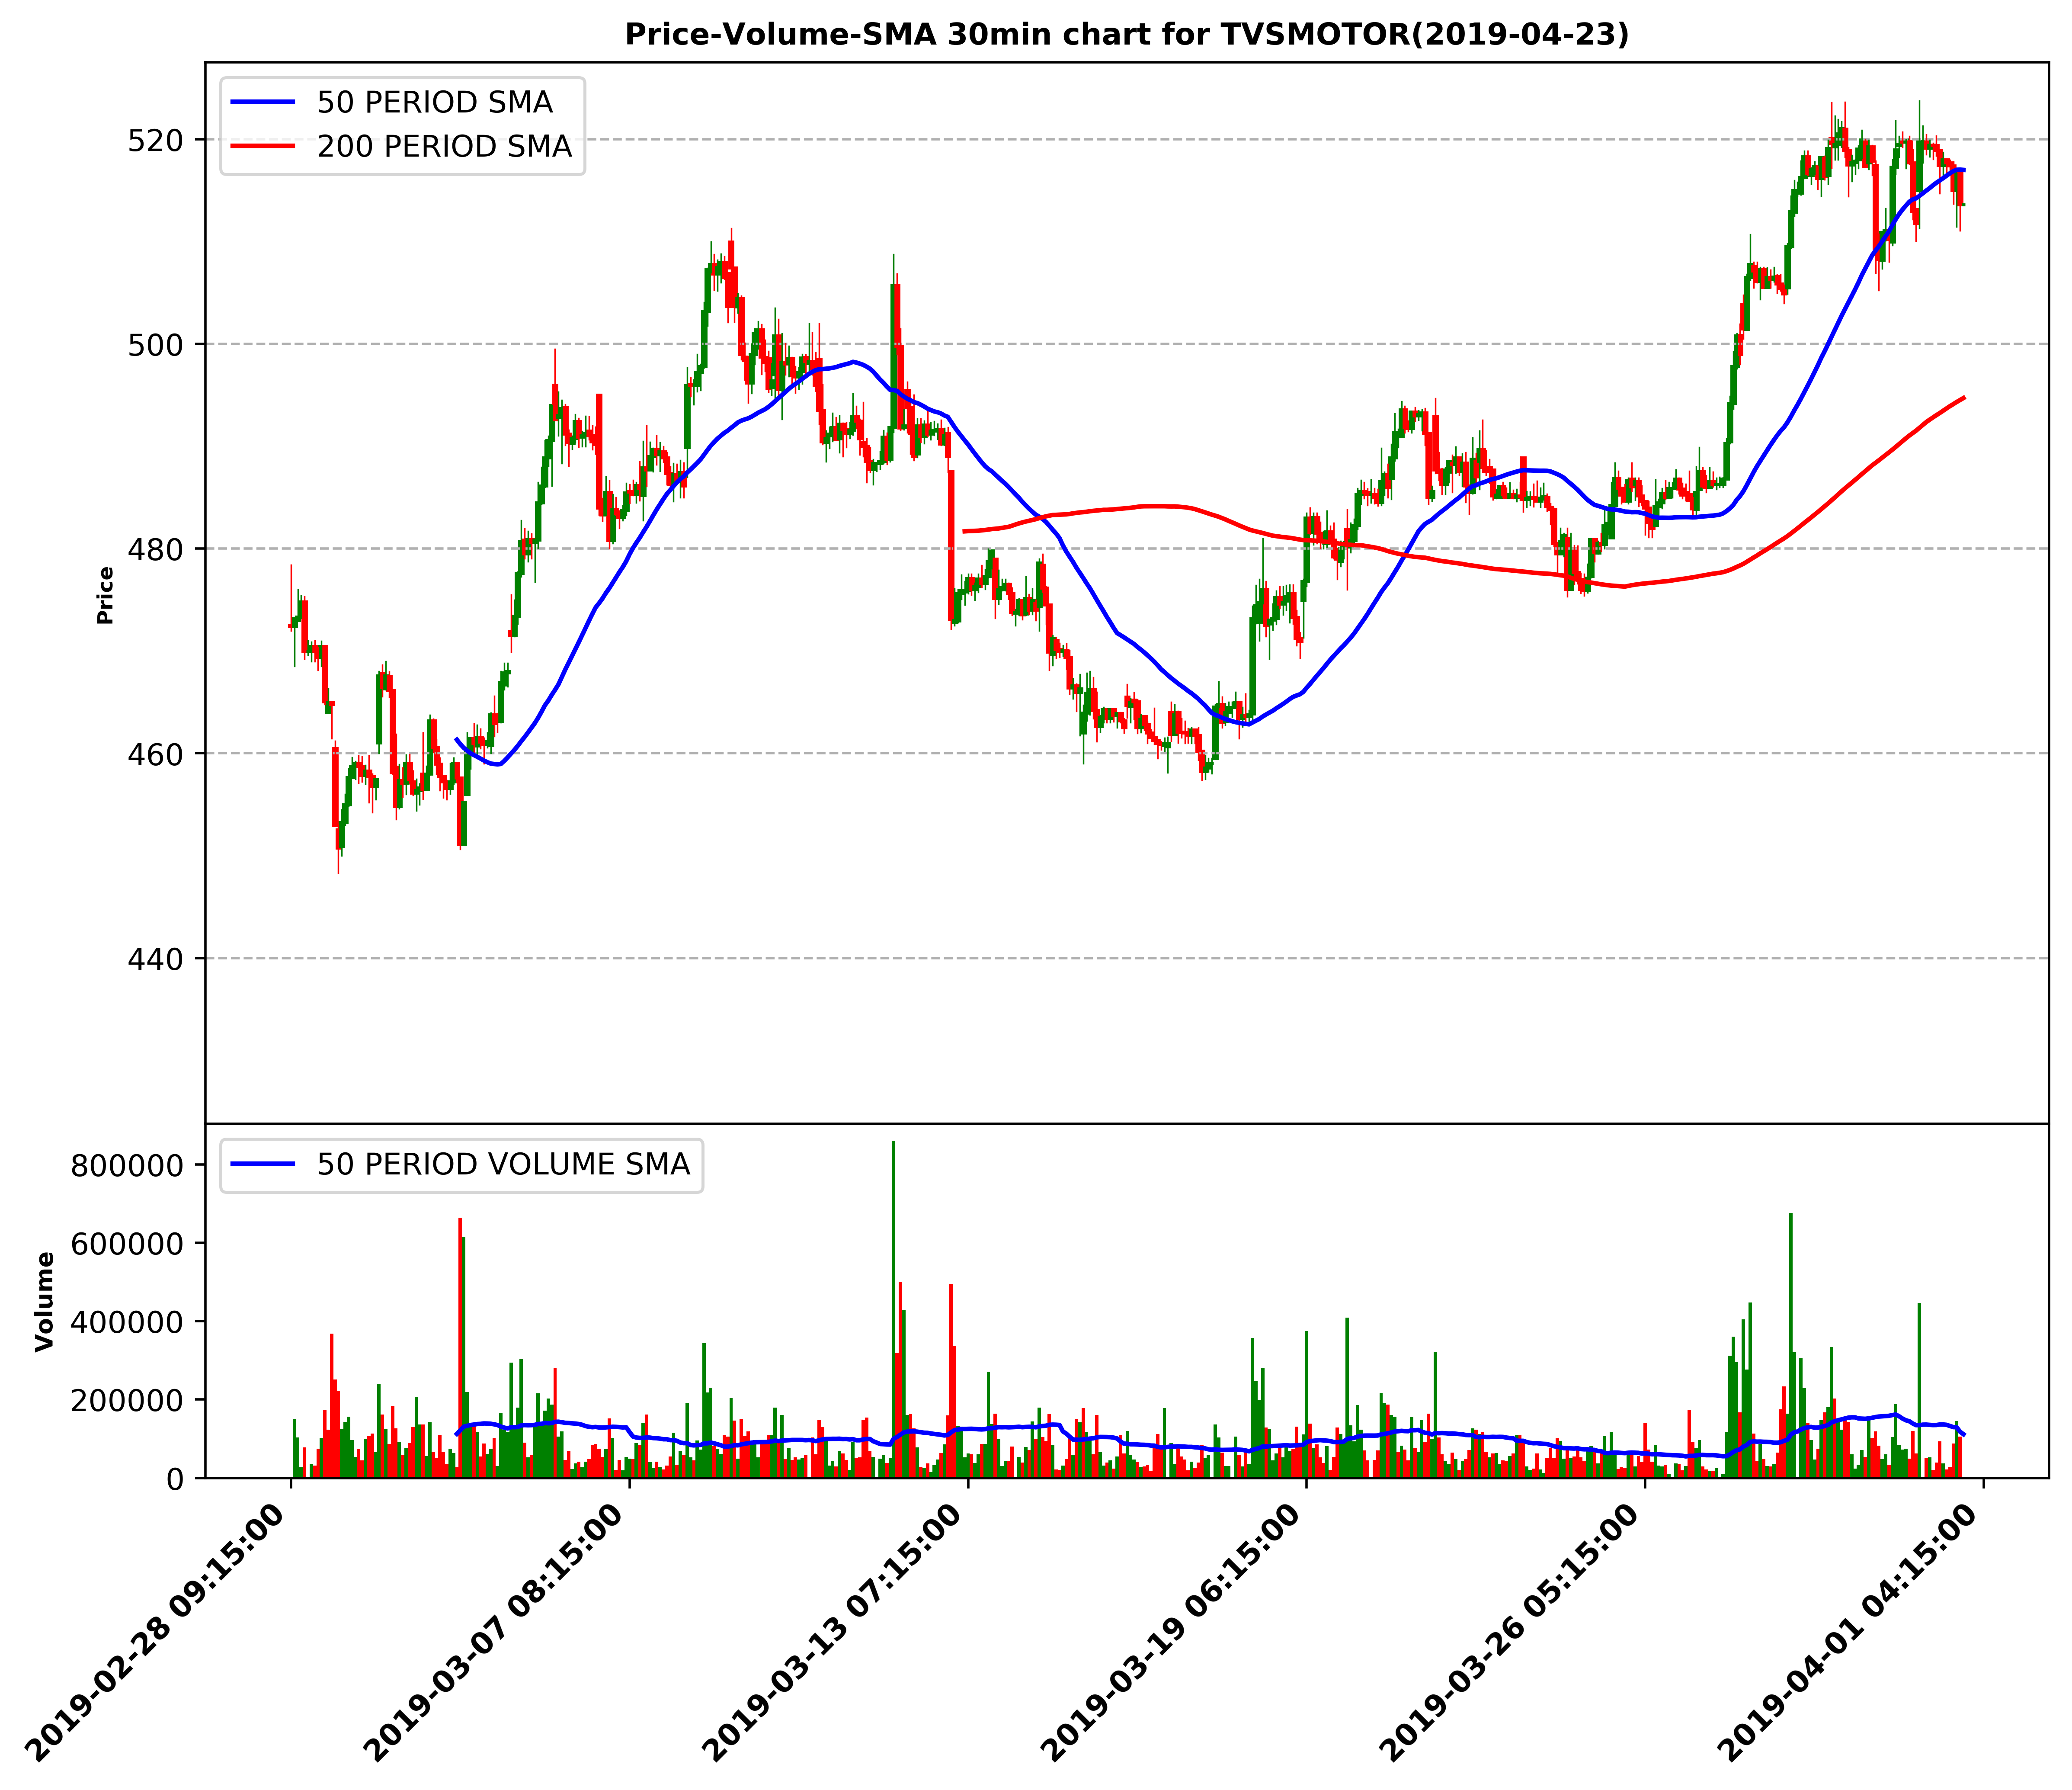 Price-Volume-SMA 30min chart for TVSMOTOR(2019-04-23)
50 PERIOD SMA
200 PERIOD SMA
520
500
480
460
440
Price
50 PERIOD VOLUME SMA
800000
600000
400000
200000
0
Volume
2019-02-28 09:15:00
2019-03-07 08:15:00
2019-03-13 07:15:00
2019-03-19 06:15:00
2019-03-26 05:15:00
2019-04-01 04:15:00